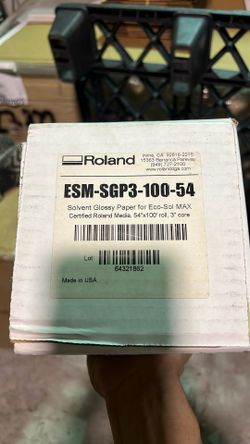 Roland
Irvine, CA 92618-2275
15363 Barranca Parkway
(949) 727-2100
www.rolanddga.com
ESM-SGP3-100-54
Solvent Glossy Paper for Eco-Sol MAX
Certified Roland Media, 54"x100' roll, 3" core
Lot
64321862
Made in USA